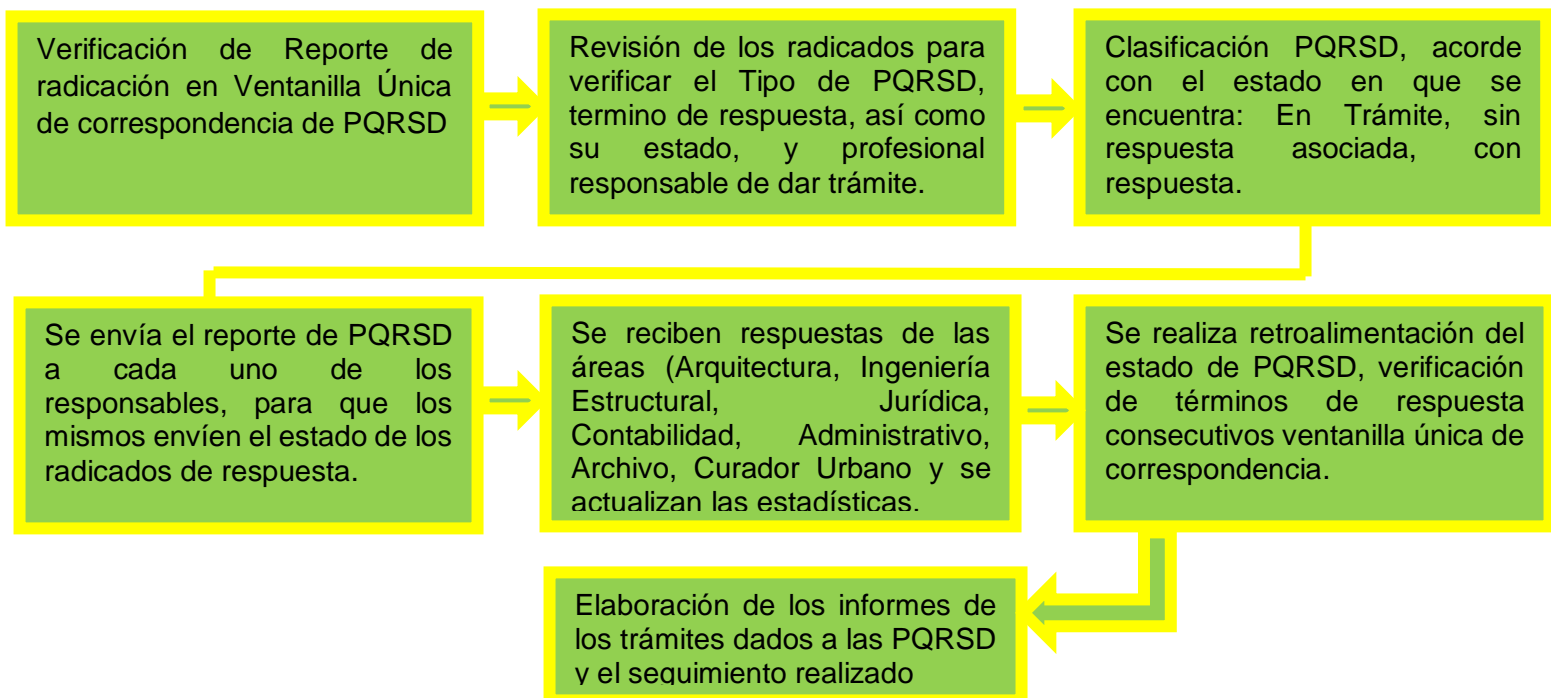 Verificación de Reporte de
radicación en Ventanilla Única
de correspondencia de PQRSD
Revisión de los radicados para
verificar el Tipo de PQRSD,
termino de respuesta, así como
su estado, y profesional
responsable de dar trámite.
Clasificación PQRSD, acorde
con el estado en que se
encuentra: En Trámite, sin
respuesta asociada, con
respuesta.
Se envía el reporte de PQRSD
a cada uno de los
responsables, para que los
mismos envíen el estado de los
radicados de respuesta.
Se reciben respuestas de las
áreas (Arquitectura, Ingeniería
Estructural, Jurídica,
Contabilidad, Administrativo,
Archivo, Curador Urbano y se
actualizan las estadísticas.
Se realiza retroalimentación del
estado de PQRSD, verificación
de términos de respuesta
consecutivos ventanilla única de
correspondencia.
Elaboración de los informes de
los trámites dados a las PQRSD
y el seguimiento realizado